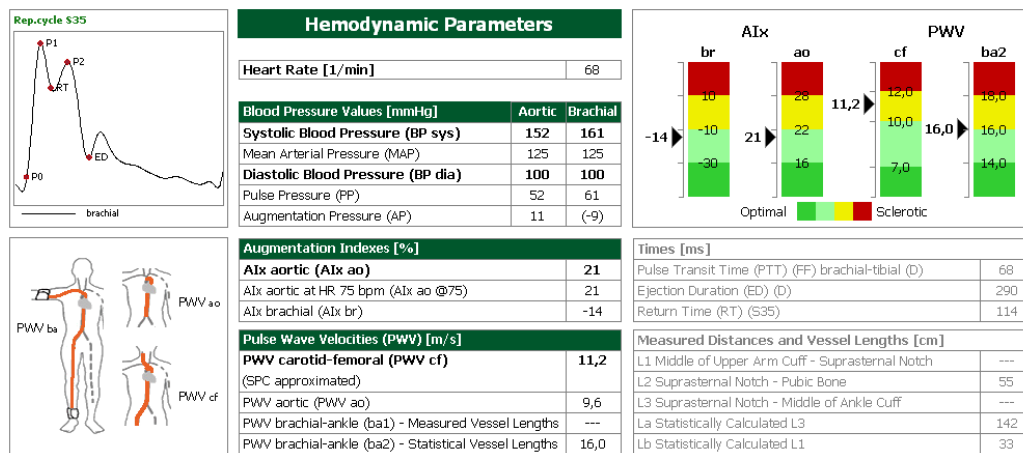 Rep.cycle S35
P1
P2
RT
ED
P0
brachial
Hemodynamic Parameters
Heart Rate [1/min] 68
Blood Pressure Values [mmHg] Aortic Brachial
Systolic Blood Pressure (BP sys) 152 161
Mean Arterial Pressure (MAP) 125 125
Diastolic Blood Pressure (BP dia) 100 100
Pulse Pressure (PP) 52 61
Augmentation Pressure (AP) 11 (-9)
AIx PWV
br ao cf ba2
10 28 12,0 18,0
11,2
-10 22 10,0 16,0
-14 21 16,0
-30 16 7,0 14,0
Optimal Sclerotic
PWV ao
PWV ba
PWV cf
Augmentation Indexes [%]
AIx aortic (AIx ao) 21
AIx aortic at HR 75 bpm (AIx ao @75) 21
AIx brachial (AIx br) -14
Pulse Wave Velocities (PWV) [m/s]
PWV carotid-femoral (PWV cf) 11,2
(SPC approximated)
PWV aortic (PWV ao) 9,6
PWV brachial-ankle (ba1) - Measured Vessel Lengths ---
PWV brachial-ankle (ba2) - Statistical Vessel Lengths 16,0
Times [ms]
Pulse Transit Time (PTT) (FF) brachial-tibial (D) 68
Ejection Duration (ED) (D) 290
Return Time (RT) (S35) 114
Measured Distances and Vessel Lengths [cm]
L1 Middle of Upper Arm Cuff - Suprasternal Notch ---
L2 Suprasternal Notch - Pubic Bone 55
L3 Suprasternal Notch - Middle of Ankle Cuff ---
La Statistically Calculated L3 142
Lb Statistically Calculated L1 33